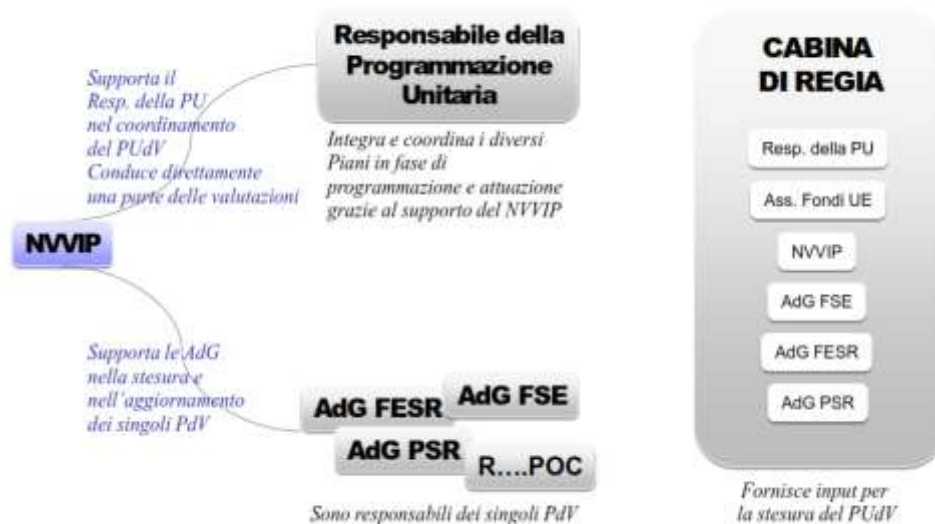 Responsabile della
Programmazione
Unitaria
Supporta il
Resp. della PU
nel coordinamento
del PUdV
Conduce direttamente
una parte delle valutazioni
Integra e coordina i diversi
Piani in fase di
programmazione e attuazione
grazie al supporto del NVVIP
NVVIP
Supporta le AdG
nella stesura e
nell'aggiornamento
dei singoli PdV
AdG FESR
AdG FSE
AdG PSR
R....POC
Sono responsabili dei singoli PdV
CABINA
DI REGIA
Resp. della PU
Ass. Fondi UE
NVVIP
AdG FSE
AdG FESR
AdG PSR
Fornisce input per
la stesura del PUdV